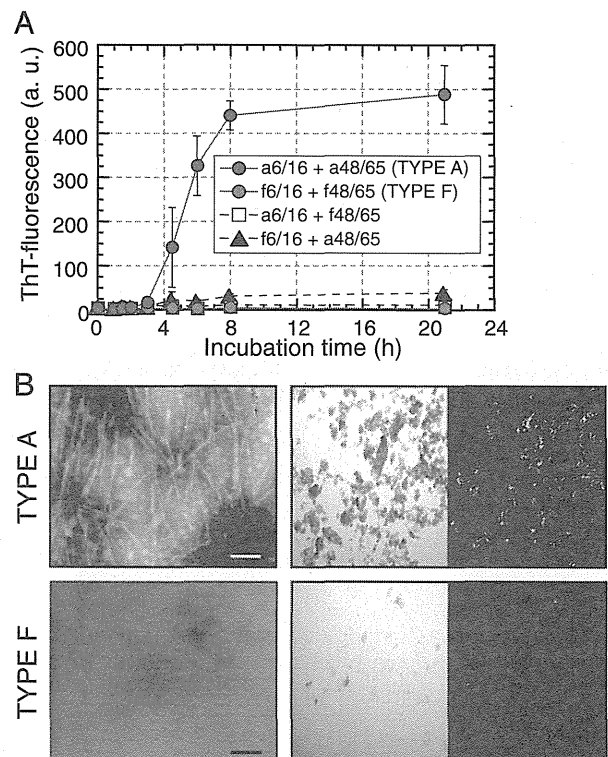 A
ThT-fluorescence (a. u.)
600
500
400
300
200
100
0
a6/16 + a48/65 (TYPE A)
f6/16 + f48/65 (TYPE F)
a6/16 + f48/65
f6/16 + a48/65
0 4 8 12 16 20 24
Incubation time (h)
B
TYPE A
TYPE F